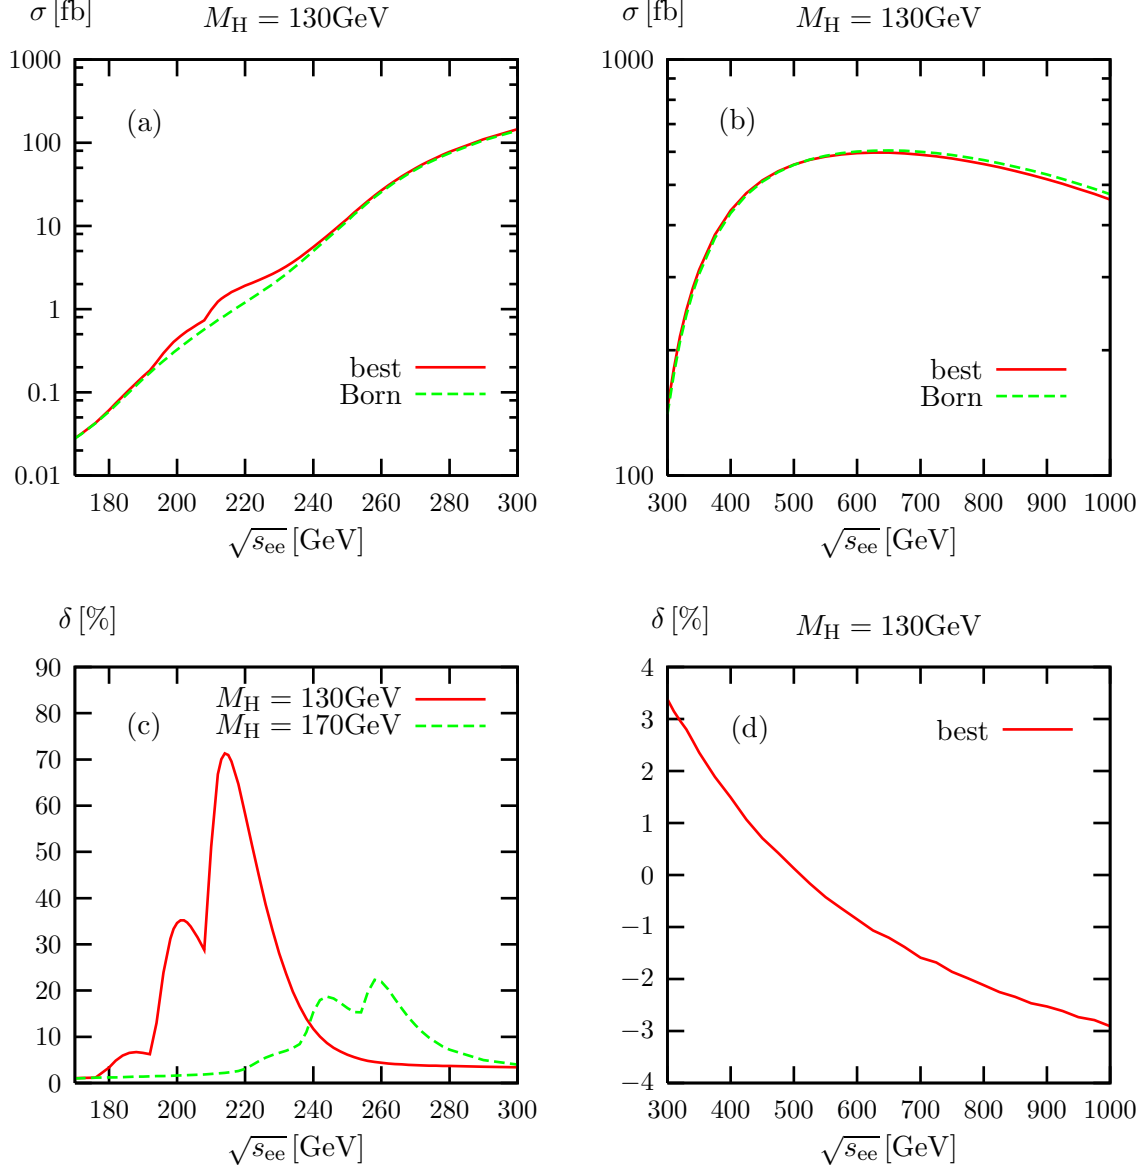 σ [fb] M_H = 130GeV
1000
100
10
1
0.1
0.01
(a)
best
Born
180 200 220 240 260 280 300
√s_ee [GeV]
σ [fb] M_H = 130GeV
1000
100
(b)
best
Born
300 400 500 600 700 800 900 1000
√s_ee [GeV]
δ [%]
90
80
70
60
50
40
30
20
10
0
M_H = 130GeV
M_H = 170GeV
(c)
180 200 220 240 260 280 300
√s_ee [GeV]
δ [%] M_H = 130GeV
4
3
2
1
0
−1
−2
−3
−4
(d)
best
300 400 500 600 700 800 900 1000
√s_ee [GeV]